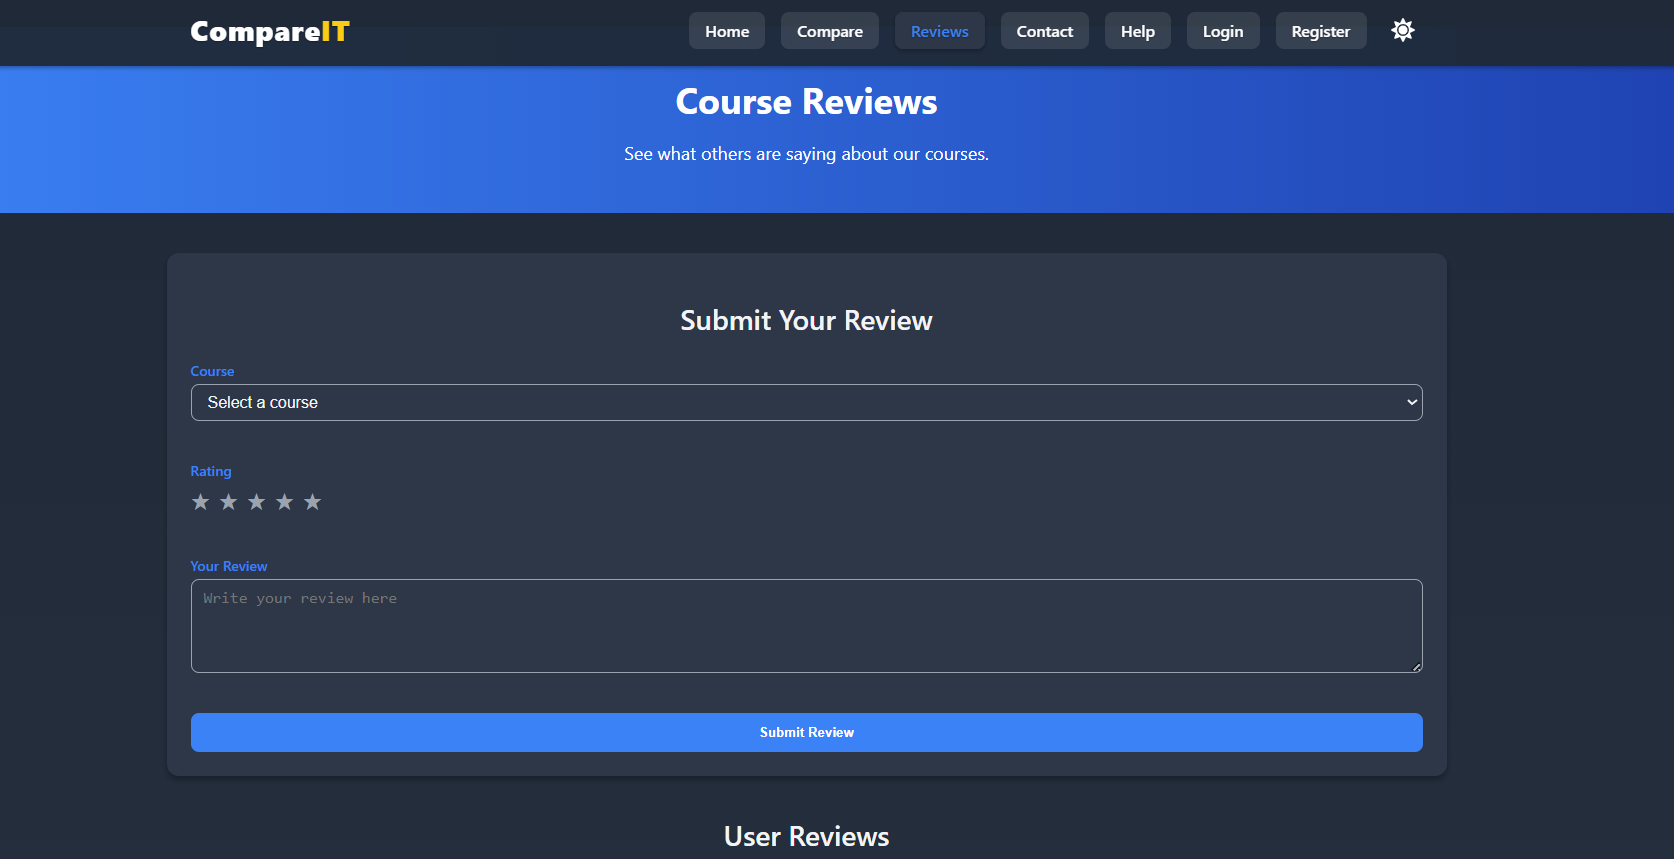 CompareIT
Home Compare Reviews Contact Help Login Register
Course Reviews
See what others are saying about our courses.
Submit Your Review
Course
Select a course
Rating
★ ★ ★ ★ ★
Your Review
Write your review here
Submit Review
User Reviews